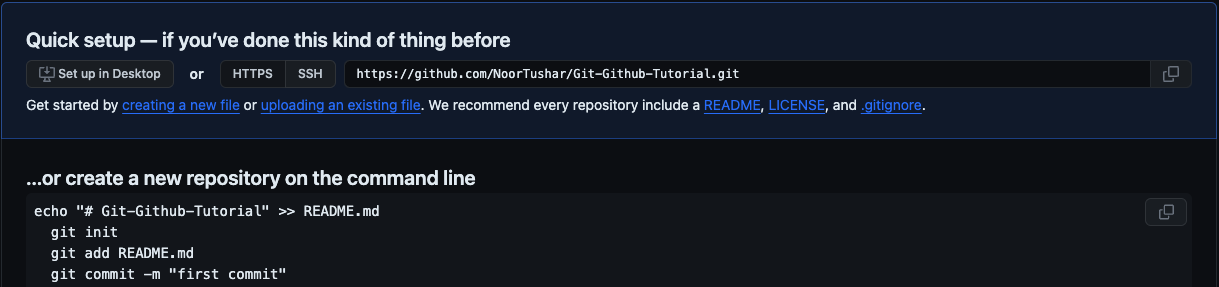 Quick setup — if you’ve done this kind of thing before
Set up in Desktop or HTTPS SSH https://github.com/NoorTushar/Git-Github-Tutorial.git
Get started by creating a new file or uploading an existing file. We recommend every repository include a README, LICENSE, and .gitignore.
...or create a new repository on the command line
echo "# Git-Github-Tutorial" >> README.md
git init
git add README.md
git commit -m "first commit"